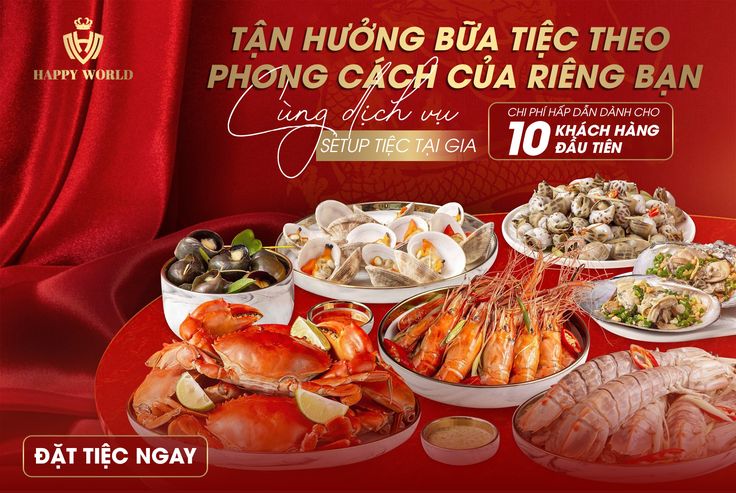 HAPPY WORLD
TẬN HƯỞNG BỮA TIỆC THEO
PHONG CÁCH CỦA RIÊNG BẠN
Cùng dịch vụ
SETUP TIỆC TẠI GIA
CHI PHÍ HẤP DẪN DÀNH CHO
10 KHÁCH HÀNG
ĐẦU TIÊN
ĐẶT TIỆC NGAY